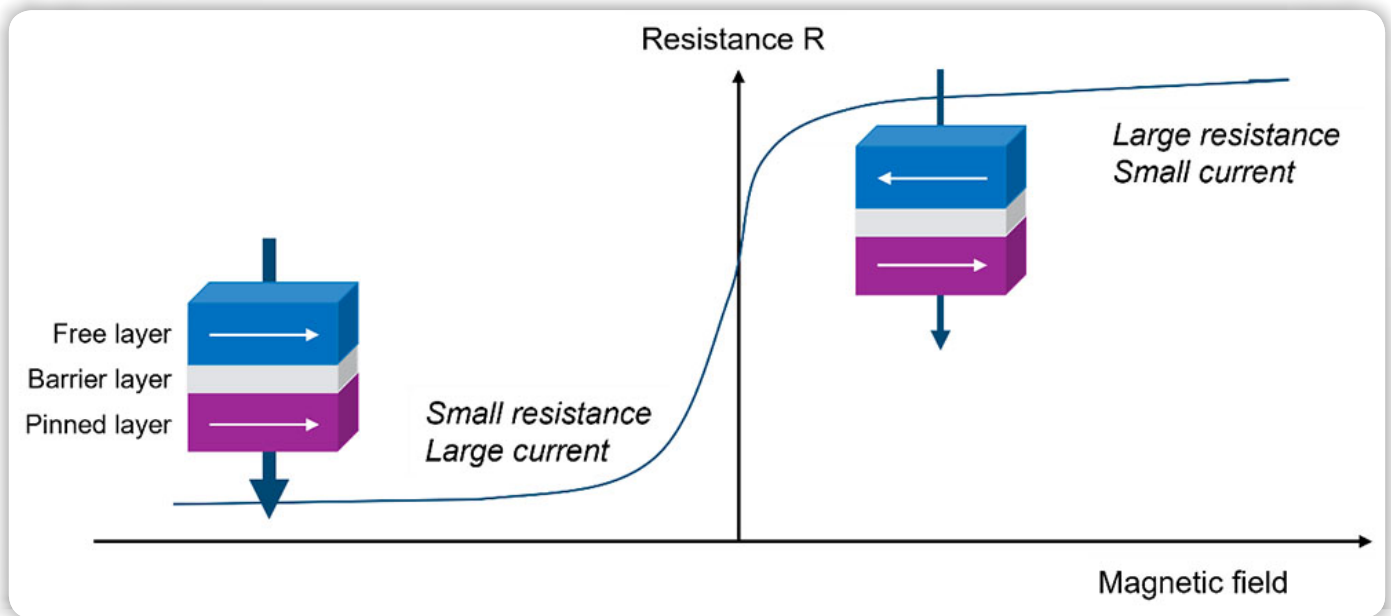 Resistance R
Large resistance
Small current
Free layer
Barrier layer
Pinned layer
Small resistance
Large current
Magnetic field